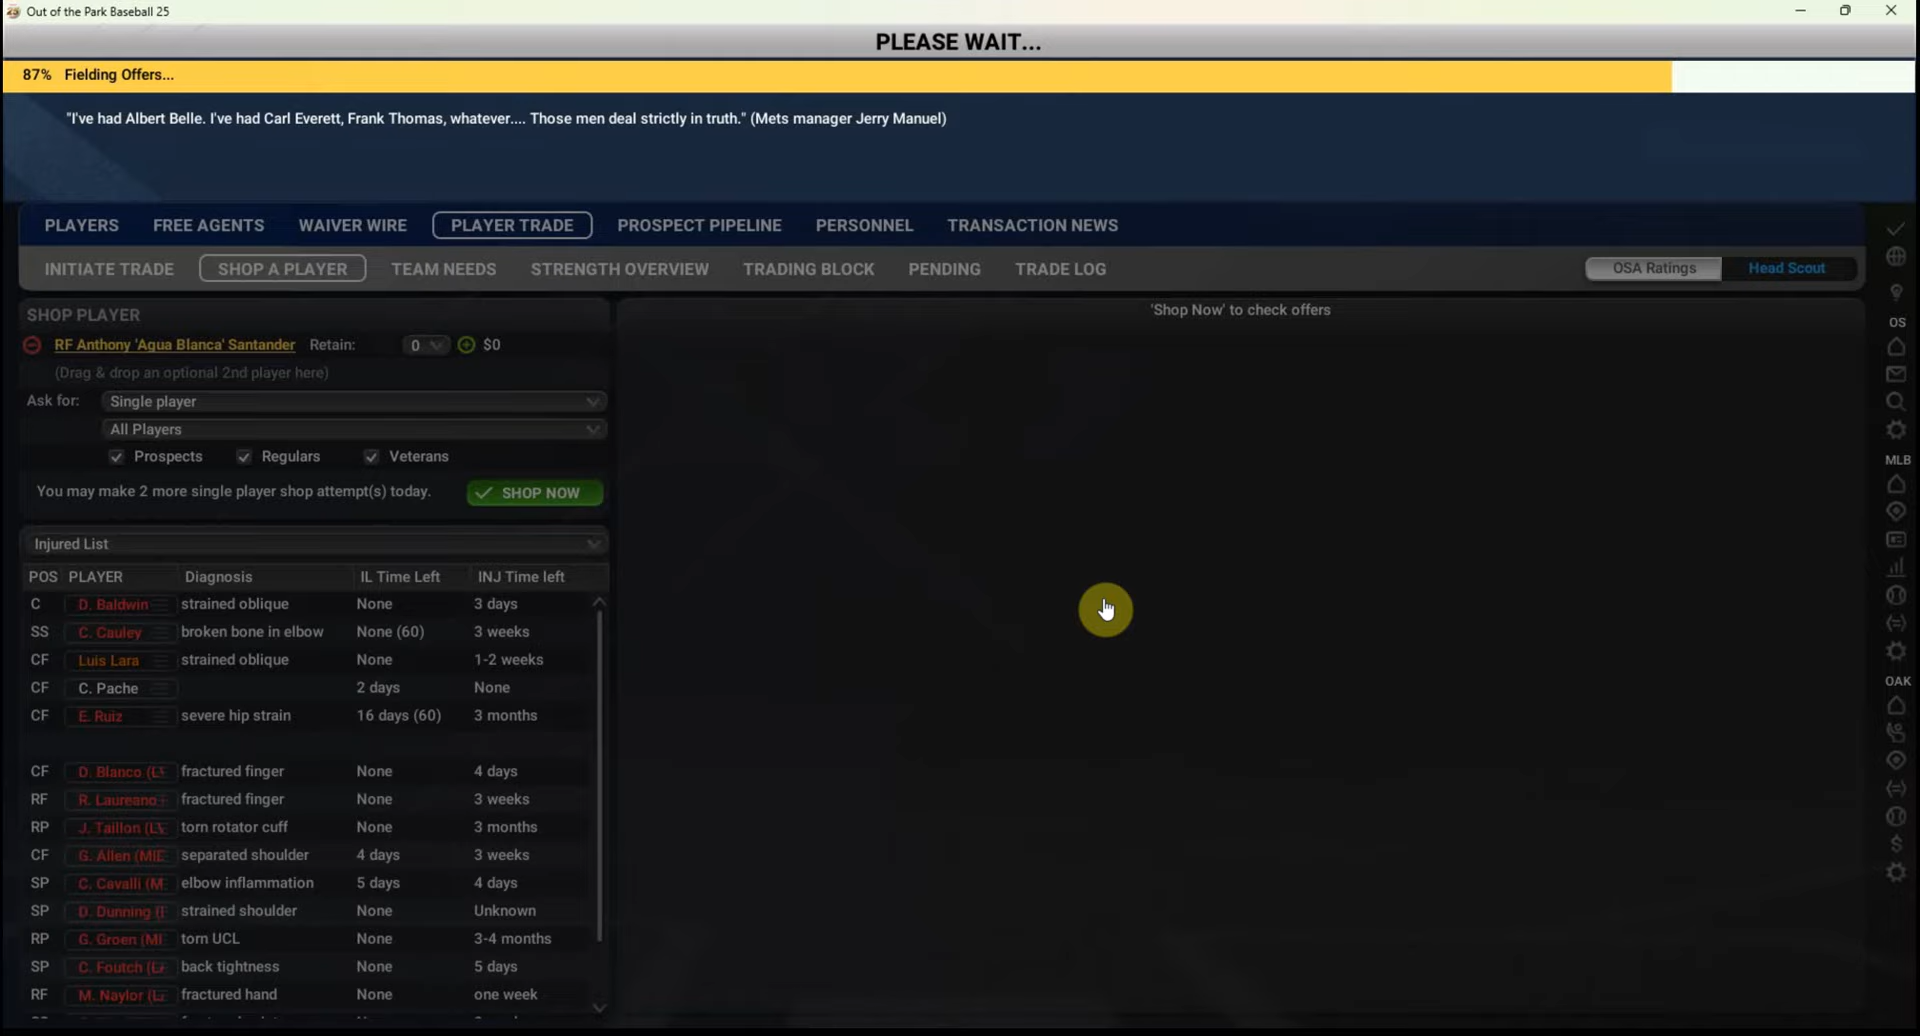 Out of the Park Baseball 25
PLEASE WAIT...
87% Fielding Offers...
"I've had Albert Belle. I've had Carl Everett, Frank Thomas, whatever.... Those men deal strictly in truth." (Mets manager Jerry Manuel)
PLAYERS FREE AGENTS WAIVER WIRE PLAYER TRADE PROSPECT PIPELINE PERSONNEL TRANSACTION NEWS
INITIATE TRADE SHOP A PLAYER TEAM NEEDS STRENGTH OVERVIEW TRADING BLOCK PENDING TRADE LOG OSA Ratings Head Scout
SHOP PLAYER
'Shop Now' to check offers
RF Anthony 'Agua Blanca' Santander Retain: 0 $0
(Drag & drop an optional 2nd player here)
Ask for: Single player
All Players
Prospects Regulars Veterans
You may make 2 more single player shop attempt(s) today. SHOP NOW
Injured List
POS PLAYER Diagnosis IL Time Left INJ Time left
C D. Baldwin strained oblique None 3 days
SS C. Cauley broken bone in elbow None (60) 3 weeks
CF Luis Lara strained oblique None 1-2 weeks
CF C. Pache 2 days None
CF E. Ruiz severe hip strain 16 days (60) 3 months
CF D. Blanco fractured finger None 4 days
RF R. Laureano fractured finger None 3 weeks
RP J. Taillon torn rotator cuff None 3 months
CF G. Allen (MID separated shoulder 4 days 3 weeks
SP C. Cavalli (M elbow inflammation 5 days 4 days
SP D. Dunning strained shoulder None Unknown
RP G. Groen (MI torn UCL None 3-4 months
SP C. Foutch back tightness None 5 days
RF M. Naylor fractured hand None one week
OS
MLB
OAK